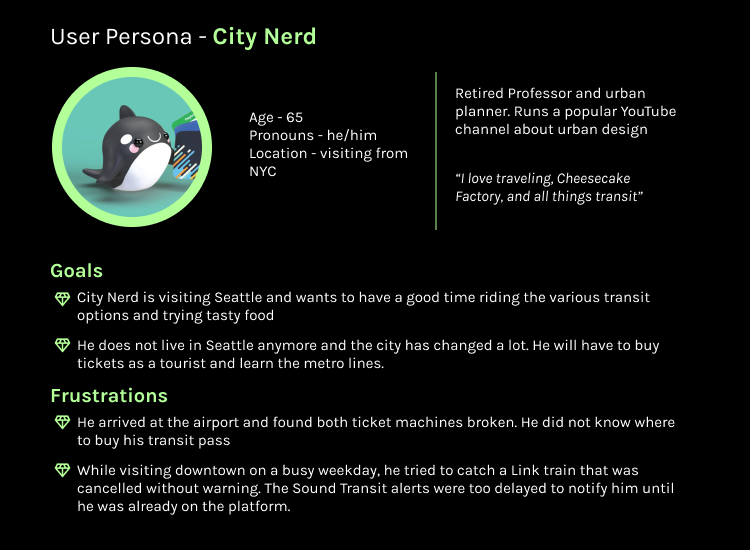 User Persona - City Nerd
Age - 65
Pronouns - he/him
Location - visiting from
NYC
Retired Professor and urban
planner. Runs a popular YouTube
channel about urban design
“I love traveling, Cheesecake
Factory, and all things transit”
Goals
City Nerd is visiting Seattle and wants to have a good time riding the various transit
options and trying tasty food
He does not live in Seattle anymore and the city has changed a lot. He will have to buy
tickets as a tourist and learn the metro lines.
Frustrations
He arrived at the airport and found both ticket machines broken. He did not know where
to buy his transit pass
While visiting downtown on a busy weekday, he tried to catch a Link train that was
cancelled without warning. The Sound Transit alerts were too delayed to notify him until
he was already on the platform.